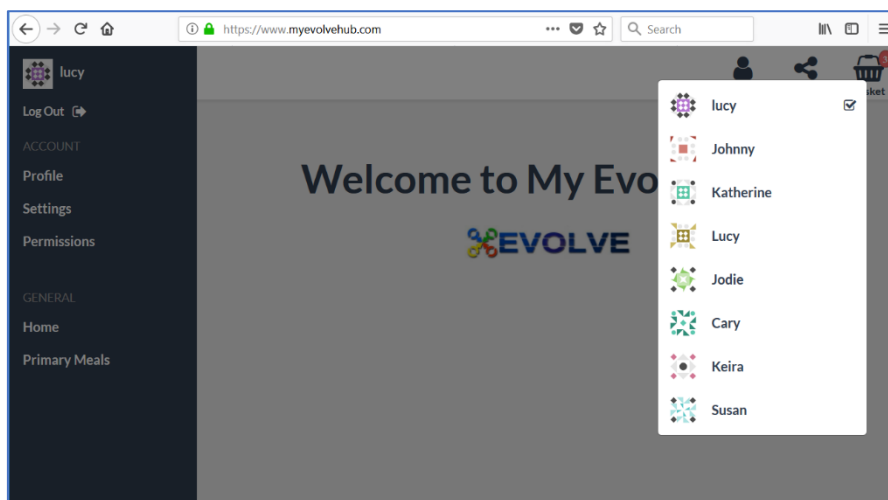 https://www.myevolvehub.com
Search
lucy
Log Out
ACCOUNT
Profile
Settings
Permissions
GENERAL
Home
Primary Meals
Welcome to My Evo
EVOLVE
sket
lucy
Johnny
Katherine
Lucy
Jodie
Cary
Keira
Susan